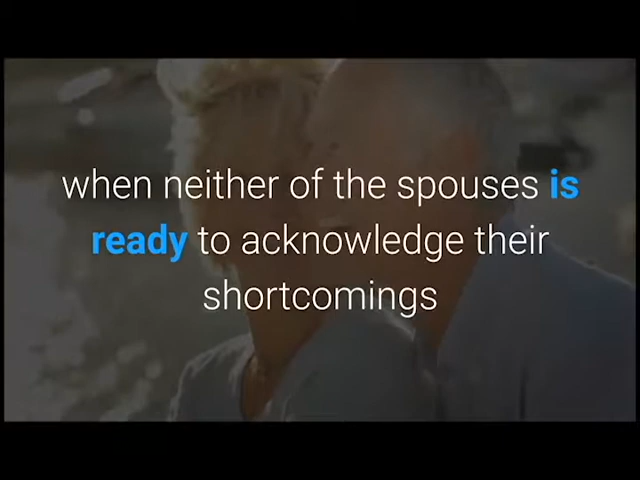 when neither of the spouses is
ready to acknowledge their
shortcomings